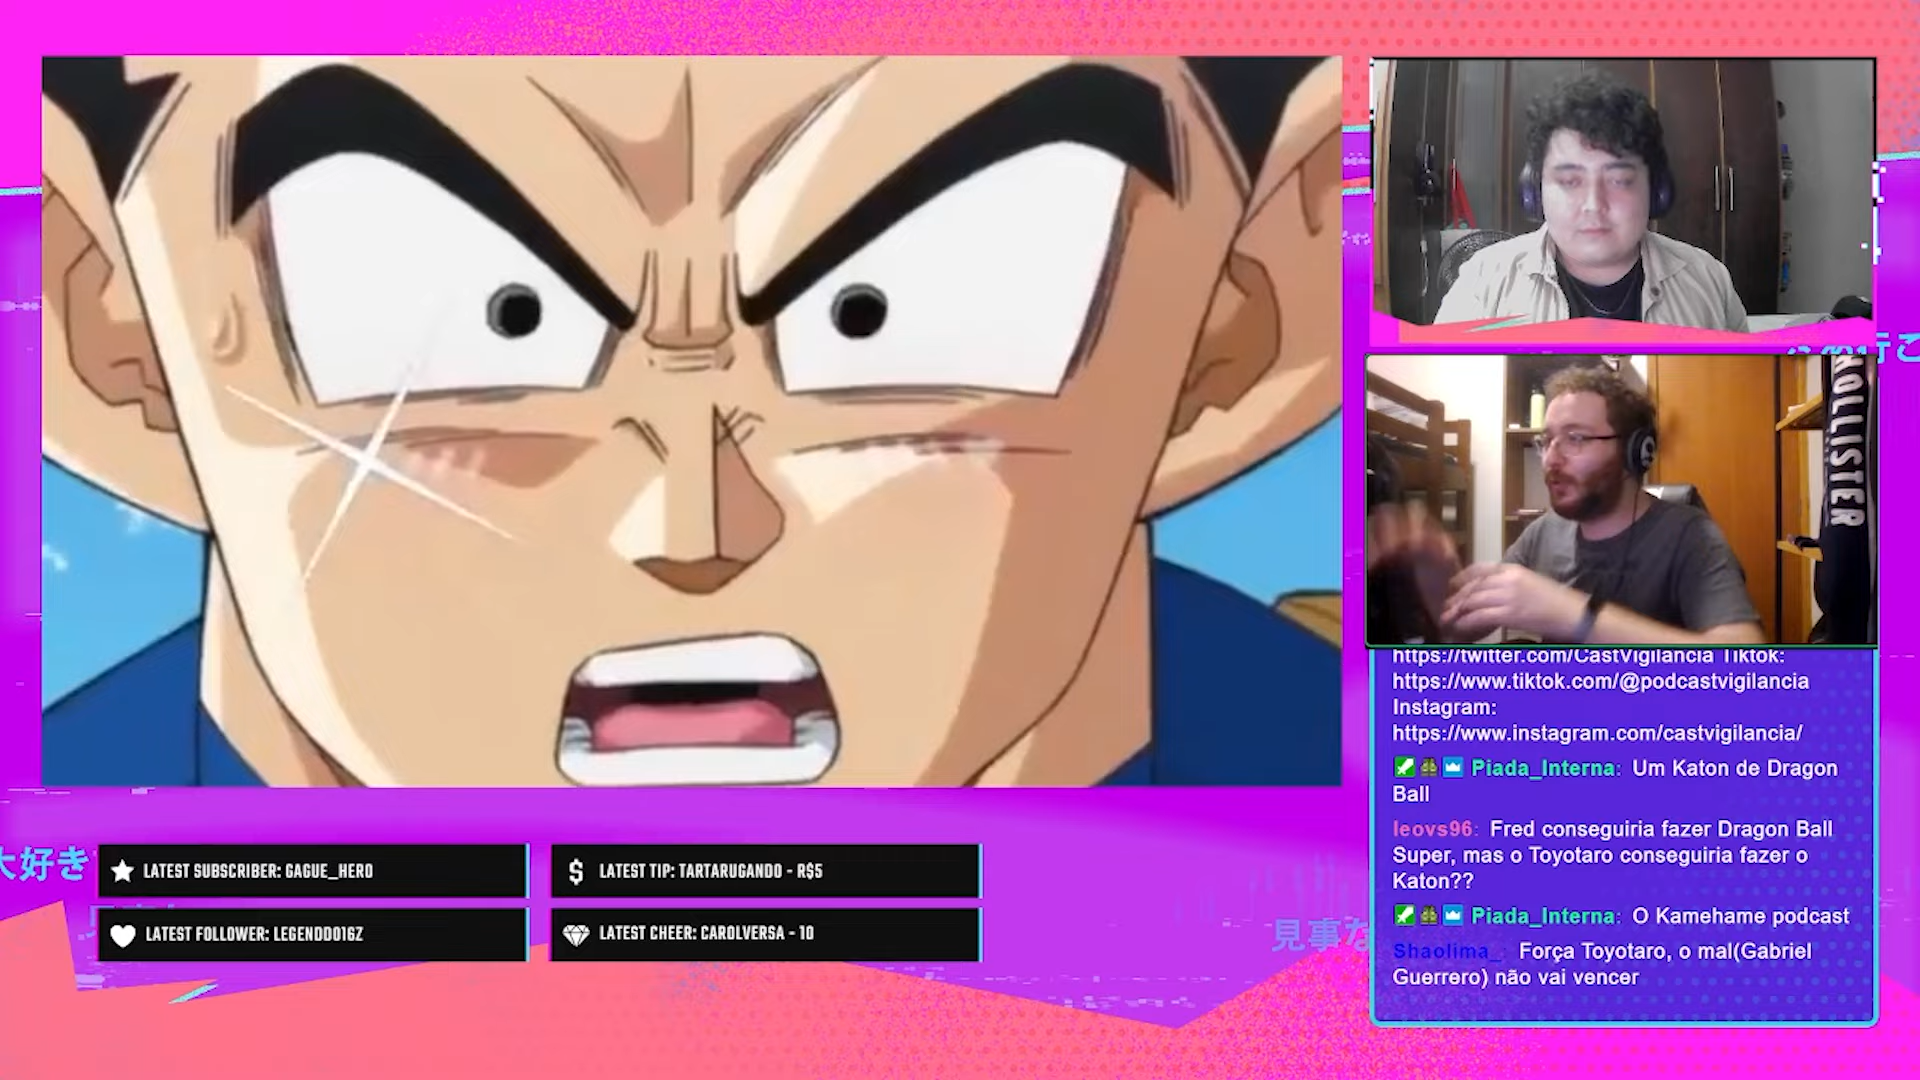 HOLLISTER
https://twitter.com/CastVigilancia Tiktok:
https://www.tiktok.com/@podcastvigilancia
Instagram:
https://www.instagram.com/castvigilancia/
Piada_Interna: Um Katon de Dragon
Ball
leovs96: Fred conseguiria fazer Dragon Ball
Super, mas o Toyotaro conseguiria fazer o
Katon??
Piada_Interna: O Kamehame podcast
Shaolima_: Força Toyotaro, o mal(Gabriel
Guerrero) não vai vencer
大好き
LATEST SUBSCRIBER: GAGUE_HERO
LATEST TIP: TARTARUGANDO - R$5
LATEST FOLLOWER: LEGENDD016Z
LATEST CHEER: CAROLVERSA - 10
見事な